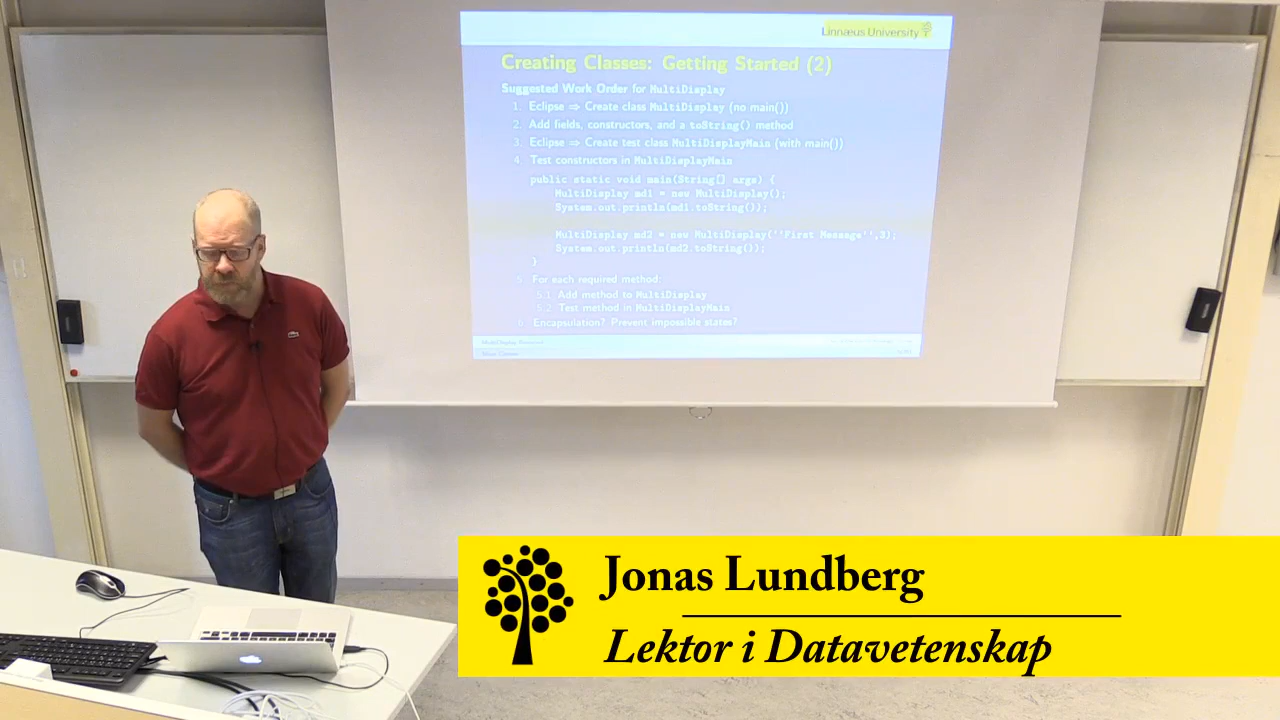 Linnæus University
Creating Classes: Getting Started (2)
Suggested Work Order for MultiDisplay
1. Eclipse ⇒ Create class MultiDisplay (no main())
2. Add fields, constructors, and a toString() method
3. Eclipse ⇒ Create test class MultiDisplayMain (with main())
4. Test constructors in MultiDisplayMain
public static void main(String[] args) {
MultiDisplay md1 = new MultiDisplay();
System.out.println(md1.toString());
MultiDisplay md2 = new MultiDisplay(''First Message'',3);
System.out.println(md2.toString());
}
5. For each required method:
5.1 Add method to MultiDisplay
5.2 Test method in MultiDisplayMain
6. Encapsulation? Prevent impossible states?
Jonas Lundberg
Lektor i Datavetenskap